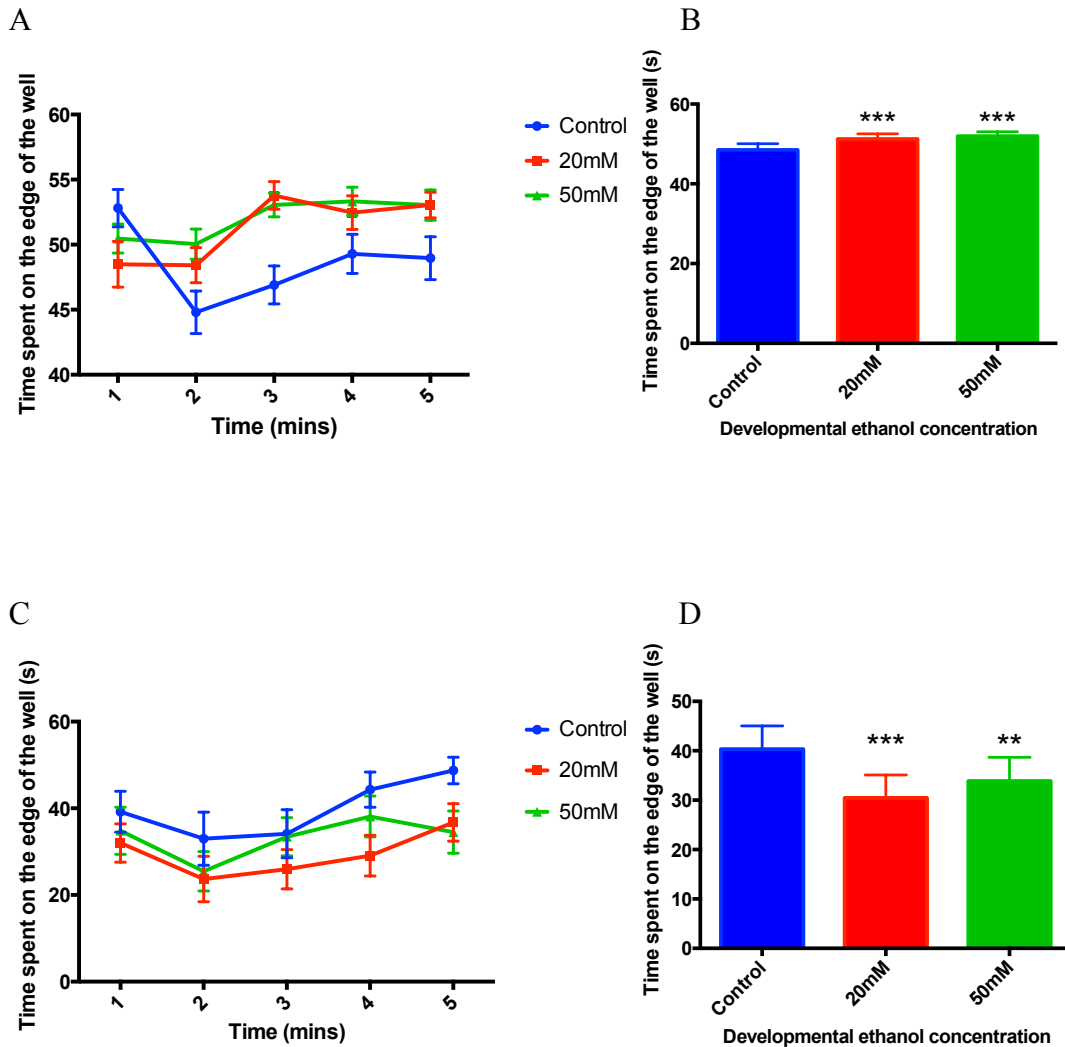 A
Time spent on the edge of the well
60
55
50
45
40
1
2
3
4
5
Time (mins)
Control
20mM
50mM
B
Time spent on the edge of the well (s)
60
40
20
0
***
***
Control
20mM
50mM
Developmental ethanol concentration
C
Time spent on the edge of the well (s)
60
40
20
0
1
2
3
4
5
Time (mins)
Control
20mM
50mM
D
Time spent on the edge of the well (s)
50
40
30
20
10
0
***
**
Control
20mM
50mM
Developmental ethanol concentration